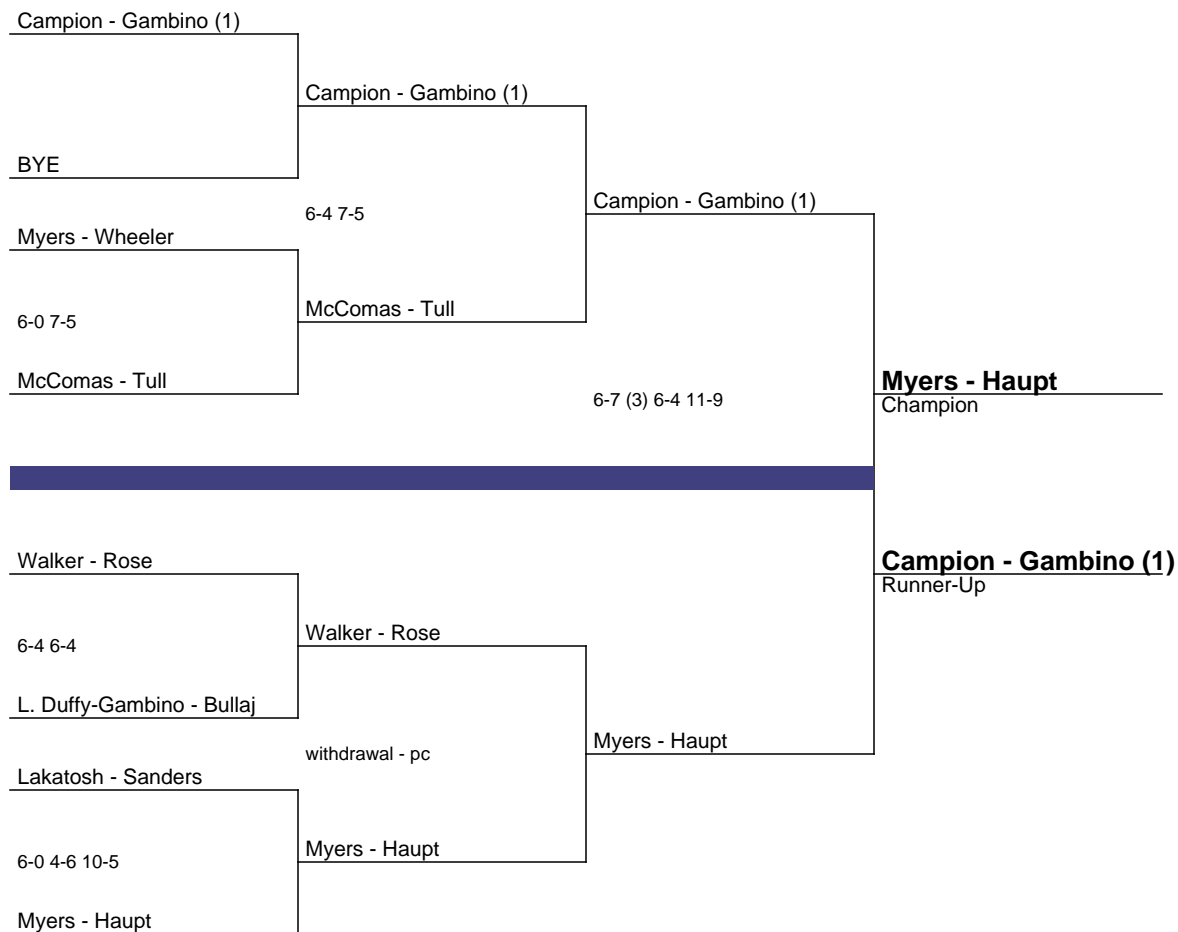 Campion - Gambino (1)
Campion - Gambino (1)
BYE
Campion - Gambino (1)
6-4 7-5
Myers - Wheeler
McComas - Tull
6-0 7-5
McComas - Tull
Myers - Haupt
6-7 (3) 6-4 11-9
Champion
Walker - Rose
Campion - Gambino (1)
Runner-Up
Walker - Rose
6-4 6-4
L. Duffy-Gambino - Bullaj
Myers - Haupt
withdrawal - pc
Lakatosh - Sanders
Myers - Haupt
6-0 4-6 10-5
Myers - Haupt